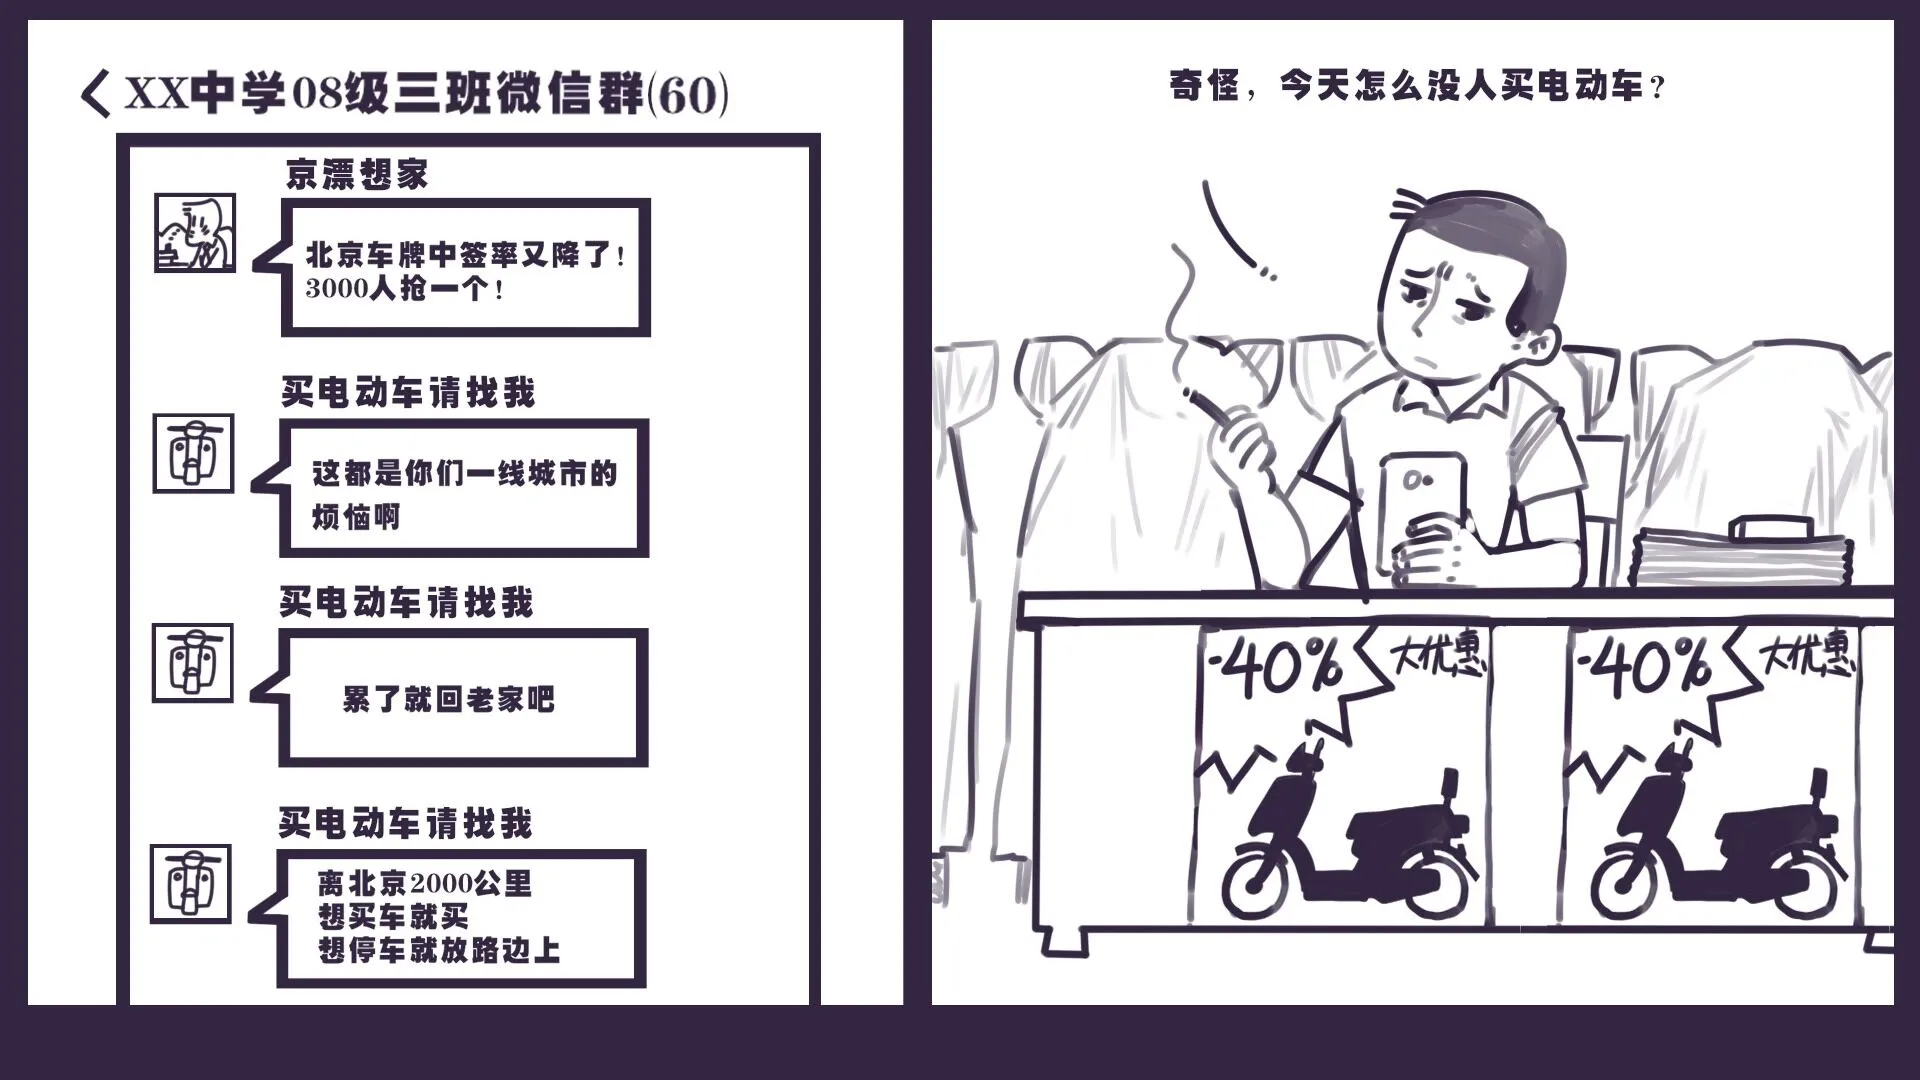 XX中学08级三班微信群(60)
京漂想家
北京车牌中签率又降了!
3000人抢一个!
买电动车请找我
这都是你们一线城市的
烦恼啊
买电动车请找我
累了就回老家吧
买电动车请找我
离北京2000公里
想买车就买
想停车就放路边上
奇怪，今天怎么没人买电动车?
-40% 大优惠
-40% 大优惠